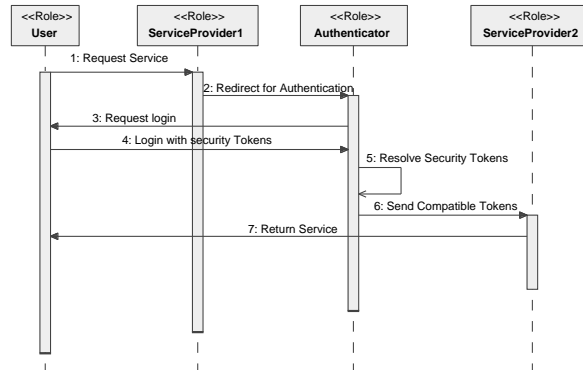 <<Role>> <<Role>> <<Role>> <<Role>>
User ServiceProvider1 Authenticator ServiceProvider2
1: Request Service
2: Redirect for Authentication
3: Request login
4: Login with security Tokens
5: Resolve Security Tokens
6: Send Compatible Tokens
7: Return Service